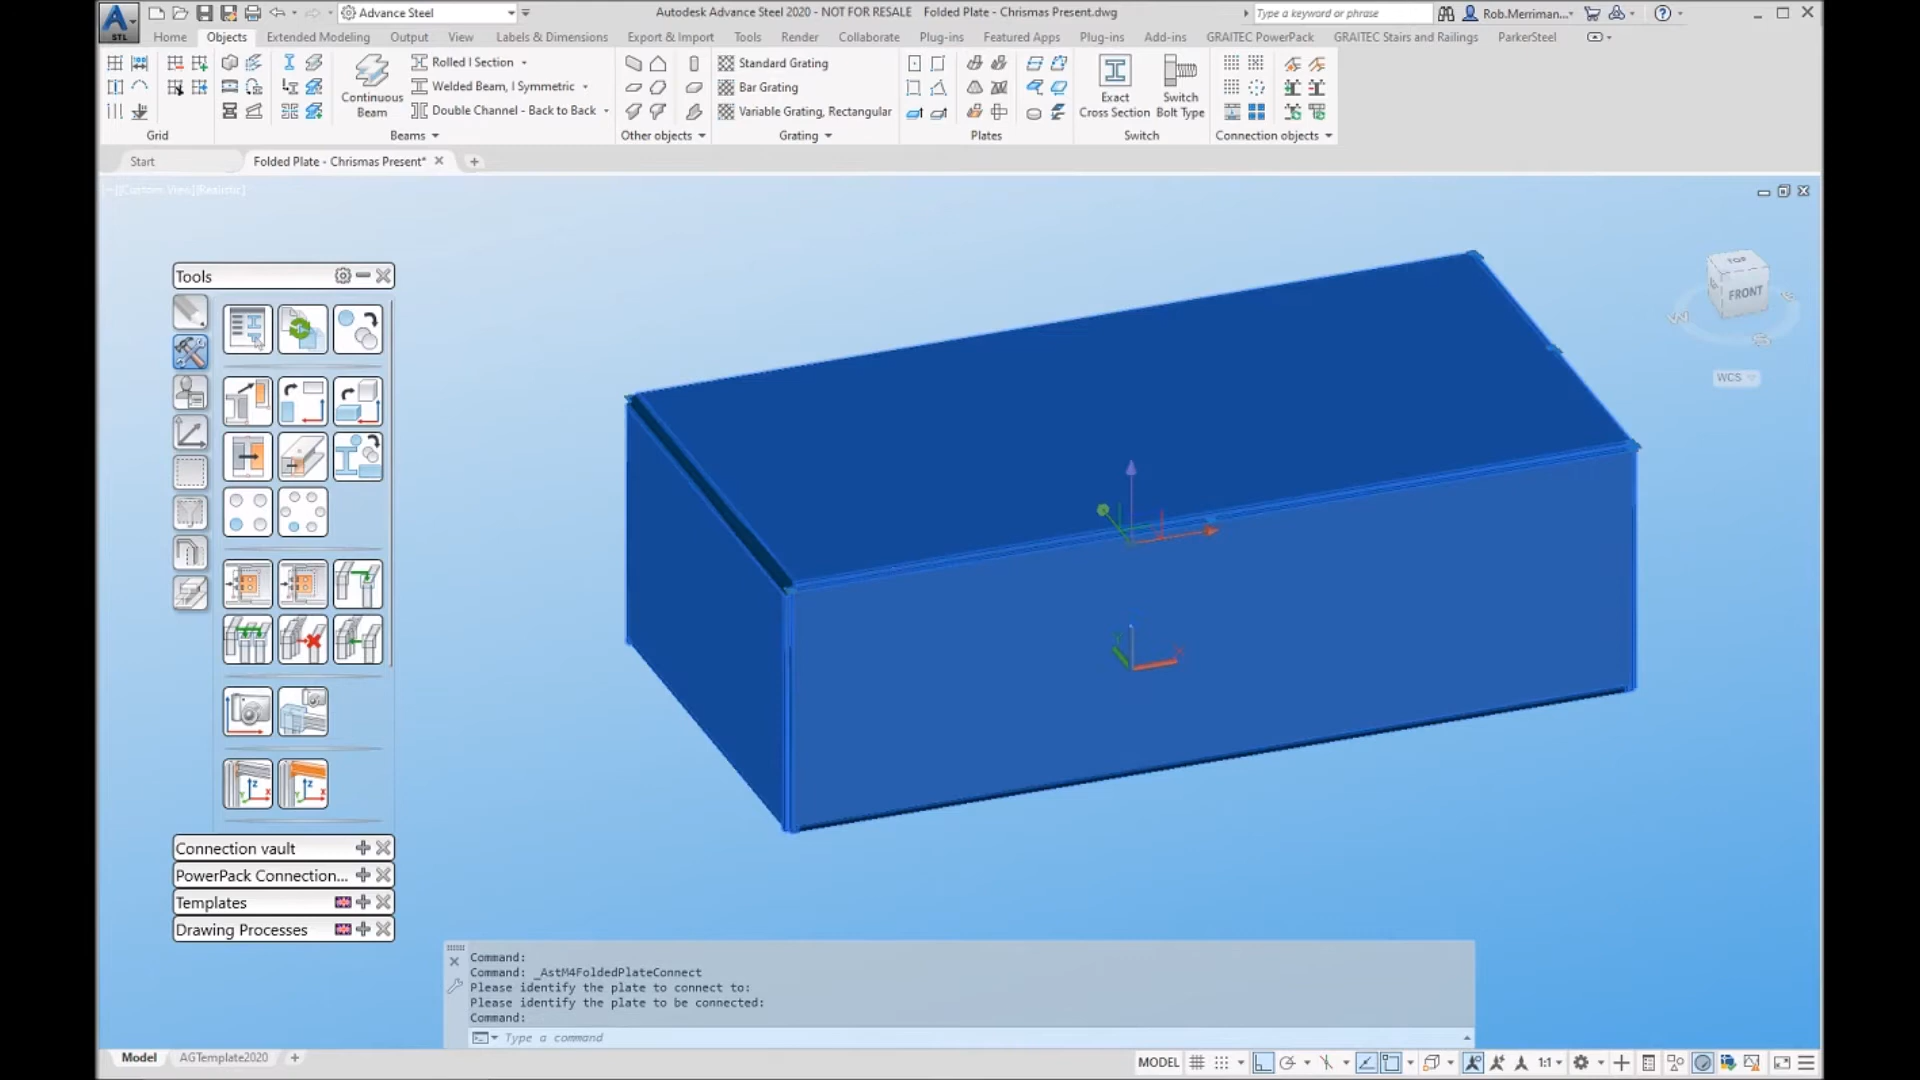 Advance Steel
Autodesk Advance Steel 2020 - NOT FOR RESALE Folded Plate - Chrismas Present.dwg
Type a keyword or phrase
Rob.Merriman...
STL
Home Objects Extended Modeling Output View Labels & Dimensions Export & Import Tools Render Collaborate Plug-ins Featured Apps Plug-ins Add-ins GRAITEC PowerPack GRAITEC Stairs and Railings ParkerSteel
Continuous Beam
Rolled I Section
Welded Beam, I Symmetric
Double Channel - Back to Back
Standard Grating
Bar Grating
Variable Grating, Rectangular
Exact Cross Section
Switch Bolt Type
Grid Beams Other objects Grating Plates Switch Connection objects
Start Folded Plate - Chrismas Present*
[Custom View][Realistic]
TOP
FRONT
W
S
WCS
Tools
Connection vault
PowerPack Connection...
Templates
Drawing Processes
Command:
Command: _AstM4FoldedPlateConnect
Please identify the plate to connect to:
Please identify the plate to be connected:
Command:
Type a command
Model AGTemplate2020
MODEL 1:1